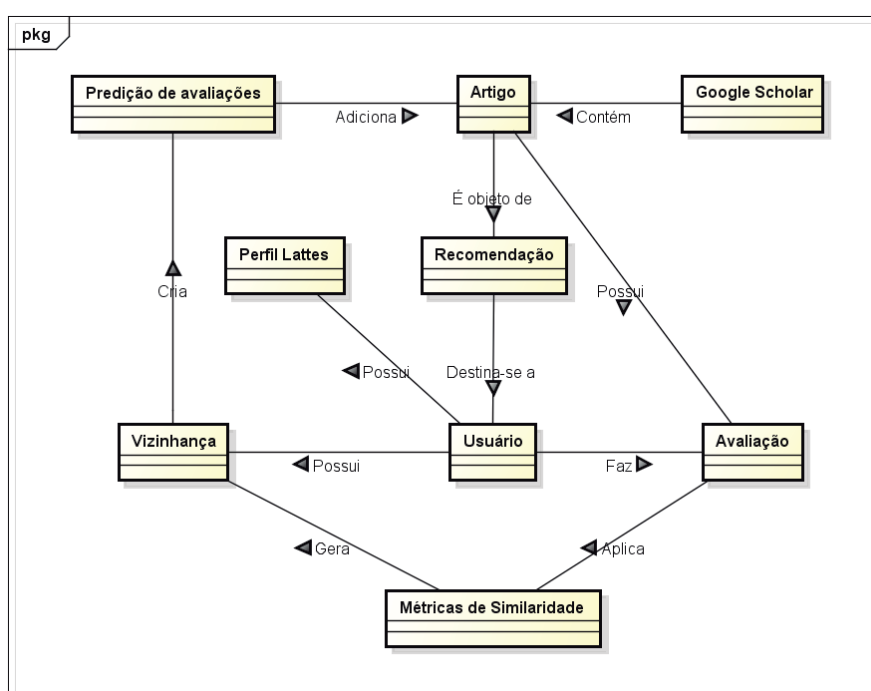 pkg
Predição de avaliações
Artigo
Google Scholar
Adiciona
Contém
É objeto de
Perfil Lattes
Recomendação
Cria
Possui
Possui
Destina-se a
Vizinhança
Usuário
Avaliação
Possui
Faz
Gera
Aplica
Métricas de Similaridade